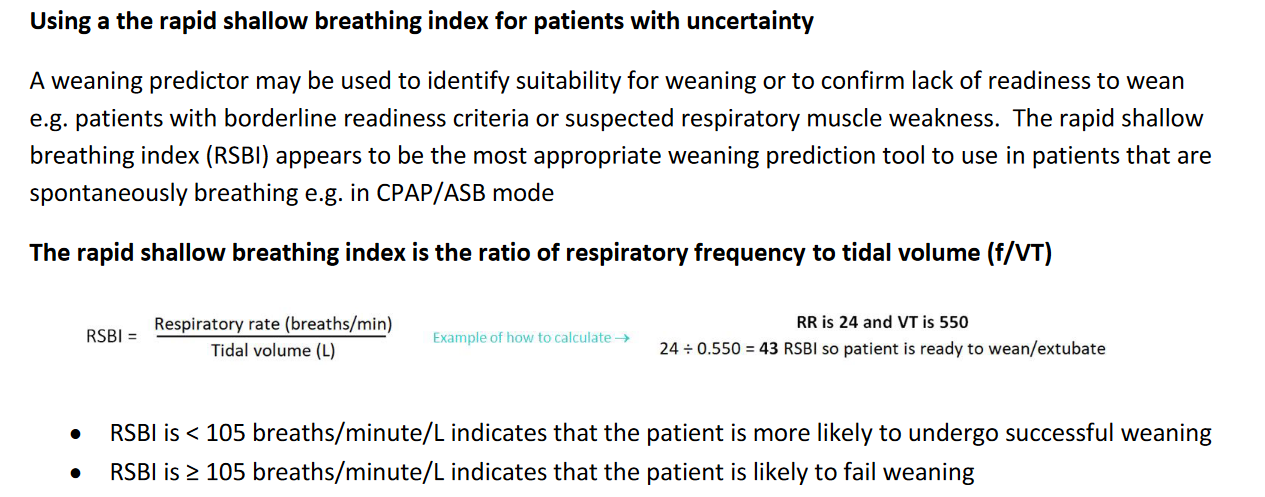 Using a the rapid shallow breathing index for patients with uncertainty
A weaning predictor may be used to identify suitability for weaning or to confirm lack of readiness to wean
e.g. patients with borderline readiness criteria or suspected respiratory muscle weakness.  The rapid shallow
breathing index (RSBI) appears to be the most appropriate weaning prediction tool to use in patients that are
spontaneously breathing e.g. in CPAP/ASB mode
The rapid shallow breathing index is the ratio of respiratory frequency to tidal volume (f/VT)
RSBI =
Respiratory rate (breaths/min)
Tidal volume (L)
Example of how to calculate →
RR is 24 and VT is 550
24 ÷ 0.550 = 43 RSBI so patient is ready to wean/extubate
• RSBI is < 105 breaths/minute/L indicates that the patient is more likely to undergo successful weaning
• RSBI is ≥ 105 breaths/minute/L indicates that the patient is likely to fail weaning